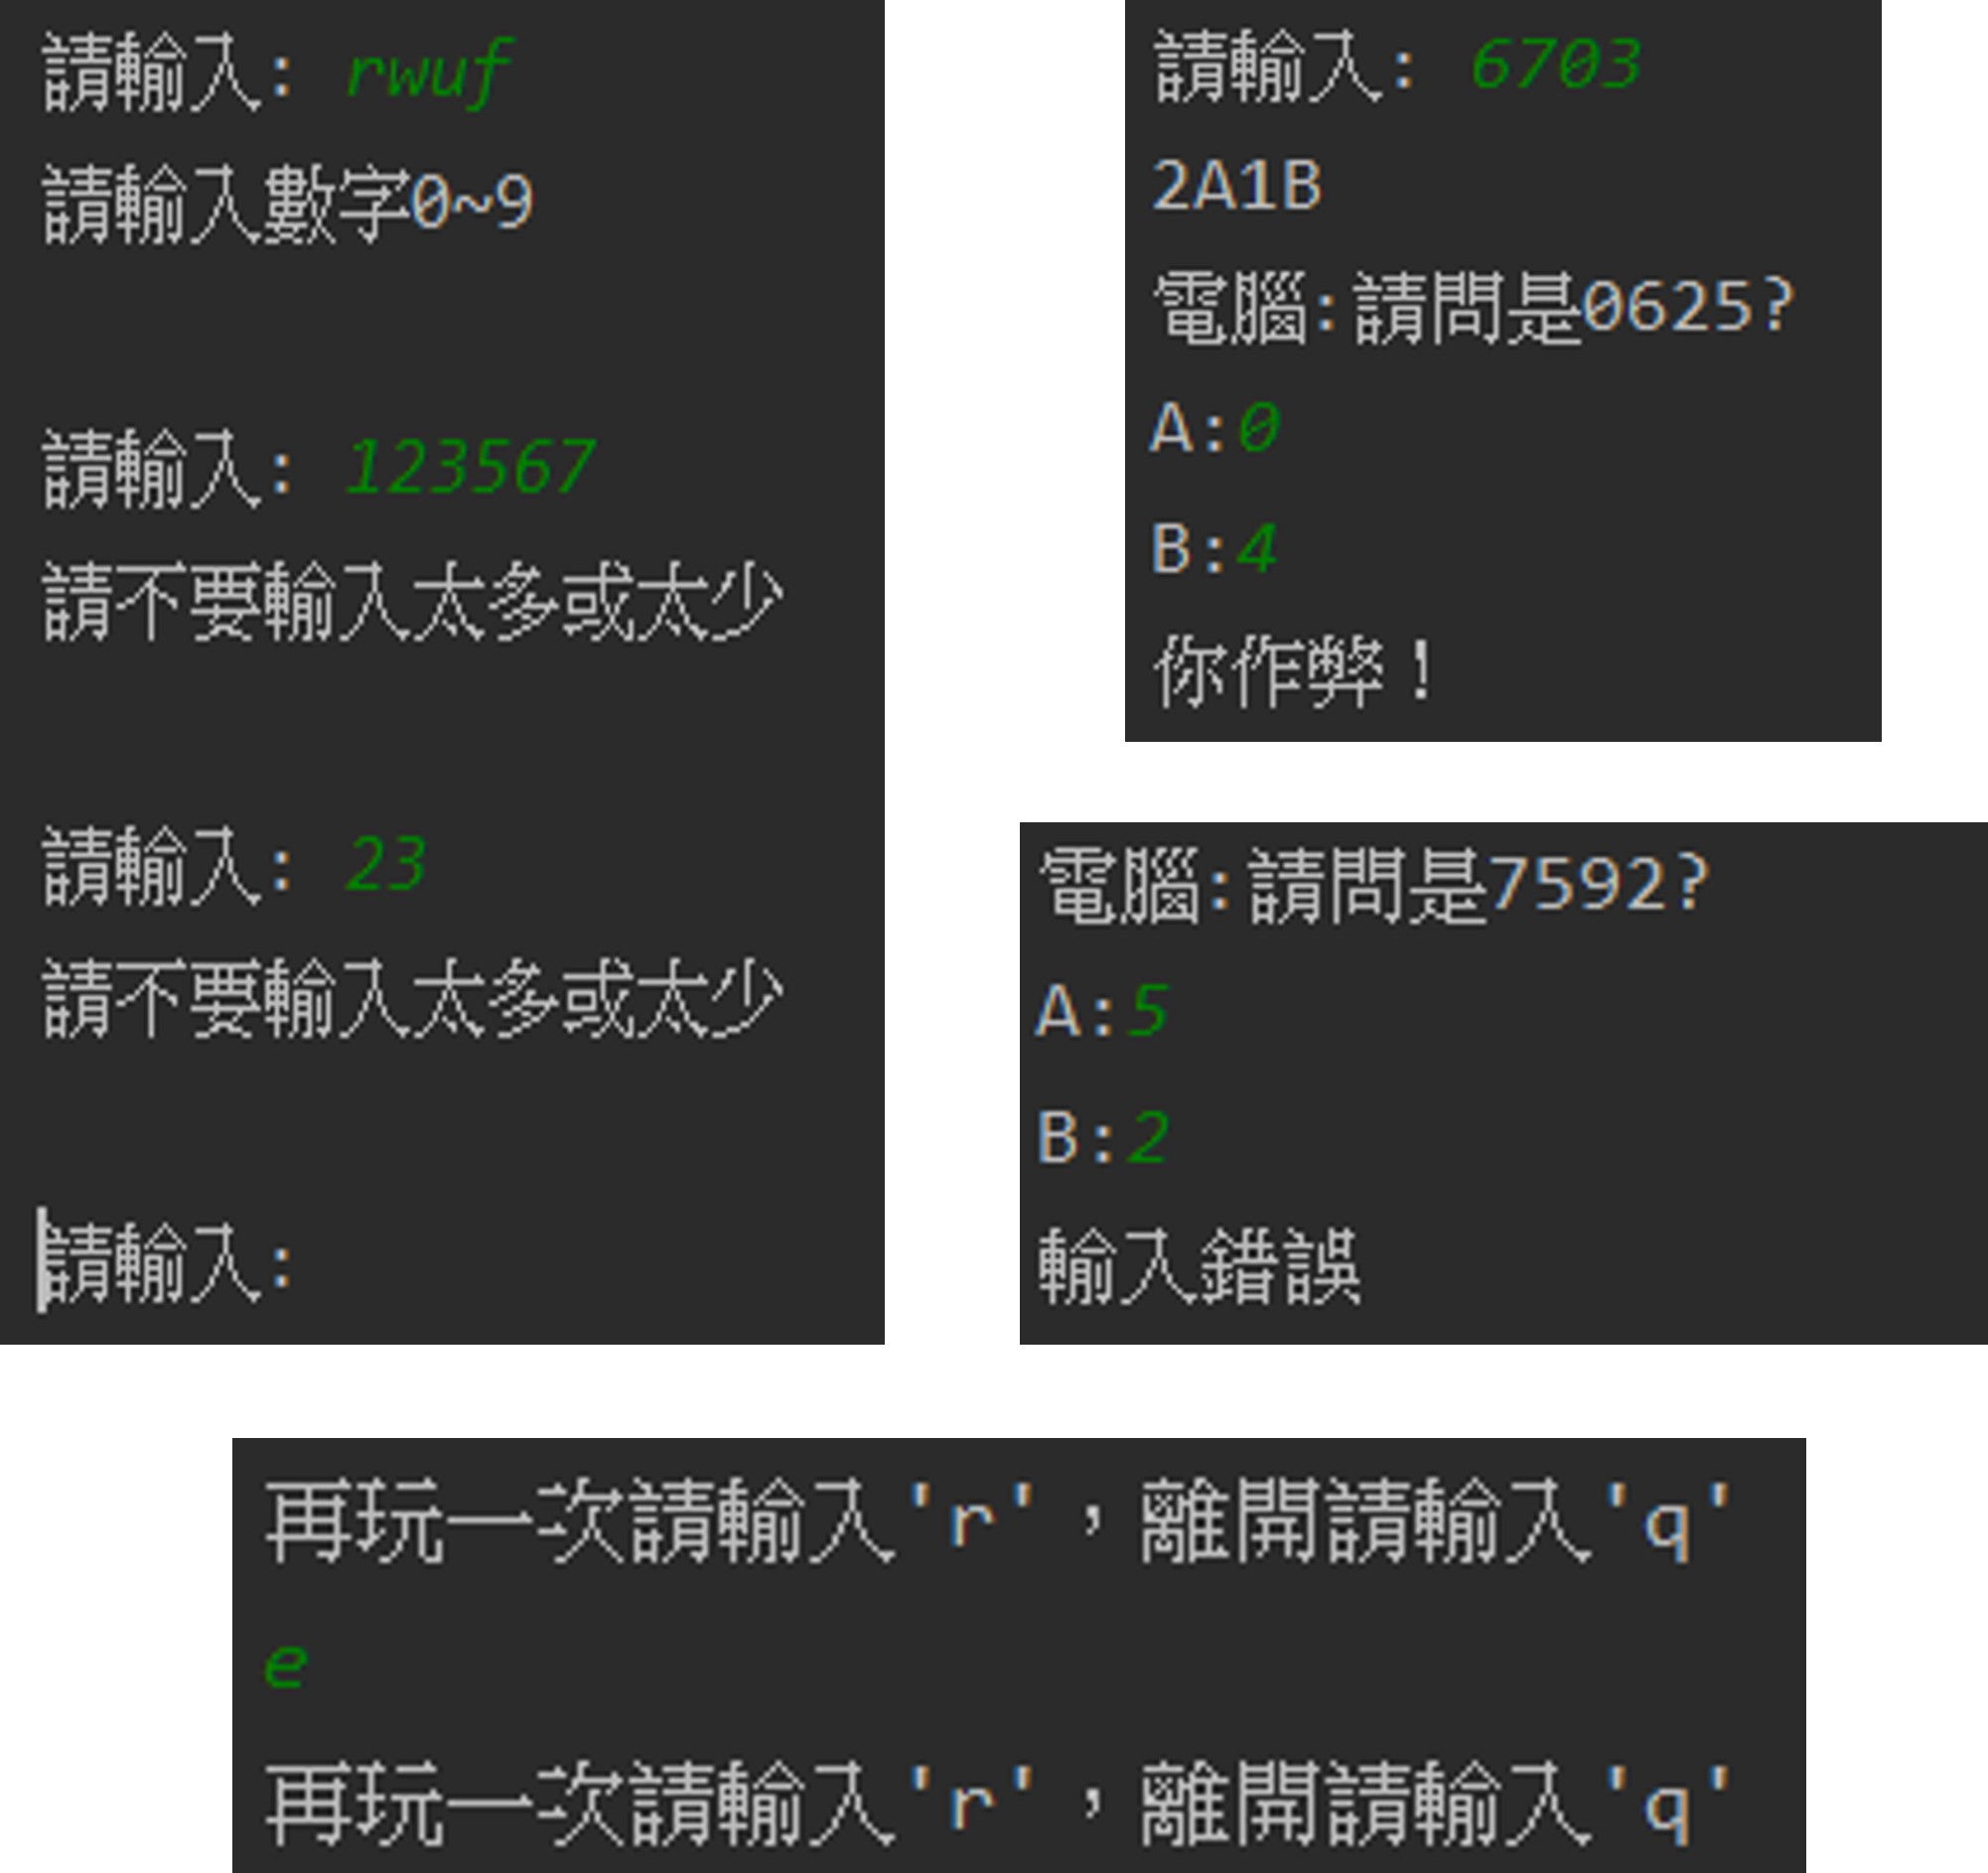 請輸入: rwuf
請輸入數字0~9
請輸入: 123567
請不要輸入太多或太少
請輸入: 23
請不要輸入太多或太少
請輸入:
請輸入: 6703
2A1B
電腦:請問是0625?
A:0
B:4
你作弊!
電腦:請問是7592?
A:5
B:2
輸入錯誤
再玩一次請輸入'r'，離開請輸入'q'
e
再玩一次請輸入'r'，離開請輸入'q'